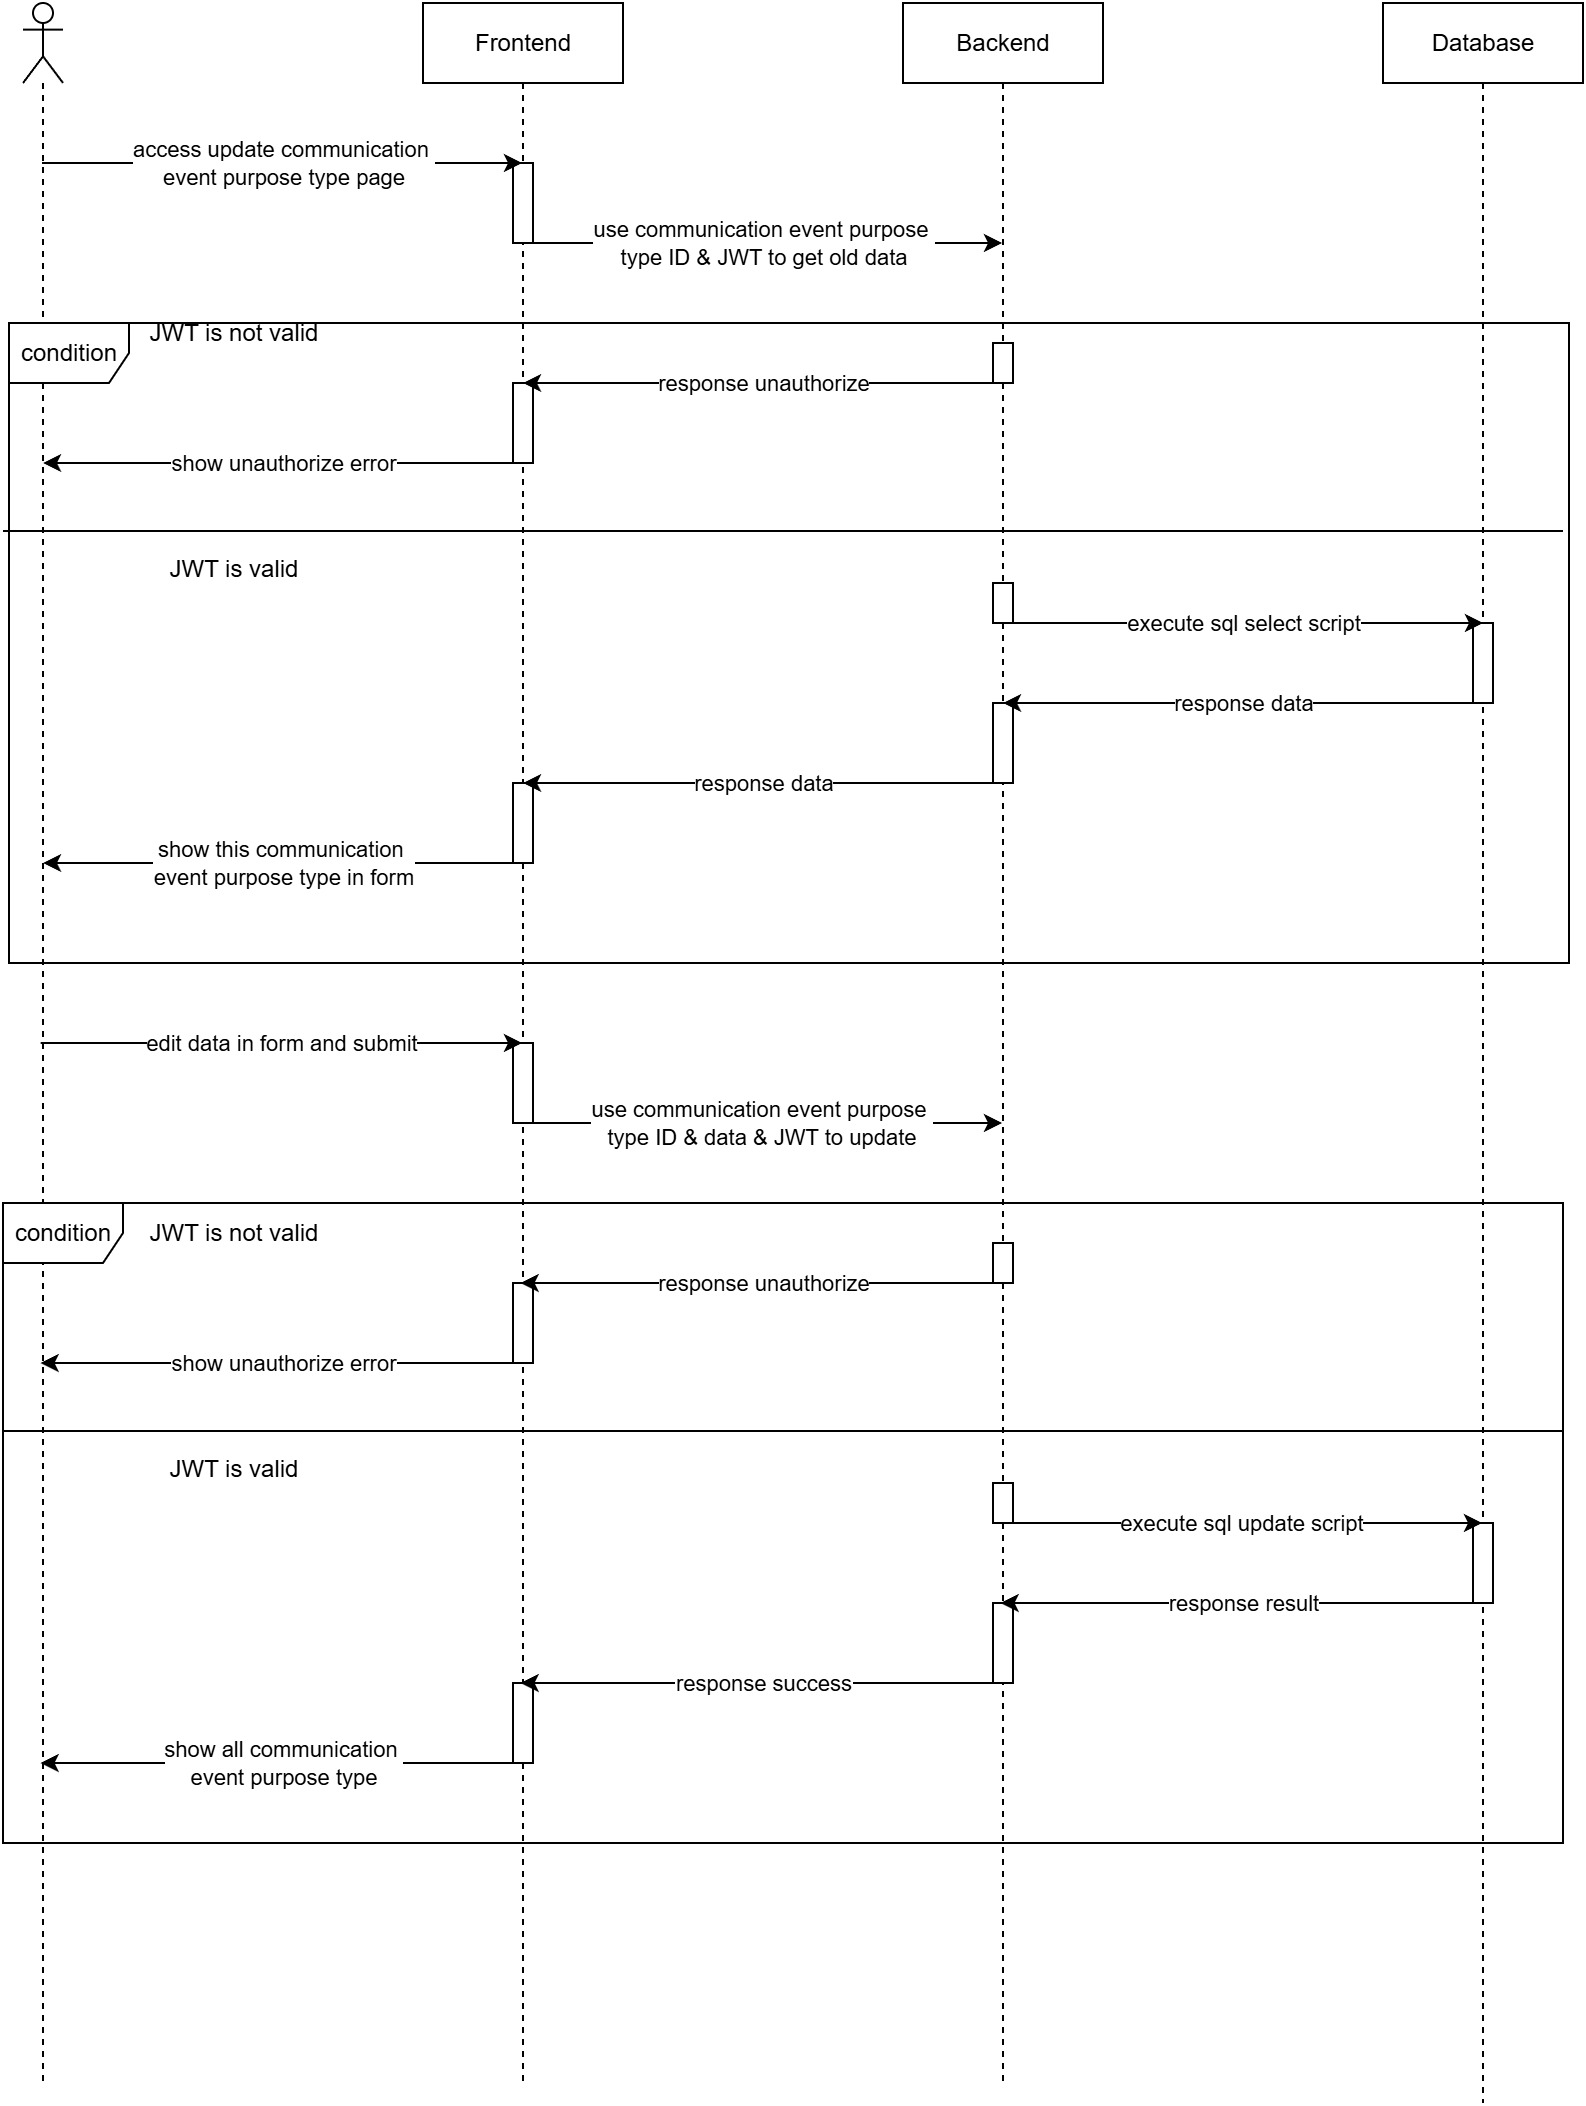 Frontend
Backend
Database
access update communication
event purpose type page
use communication event purpose
type ID & JWT to get old data
condition
JWT is not valid
response unauthorize
show unauthorize error
JWT is valid
execute sql select script
response data
response data
show this communication
event purpose type in form
edit data in form and submit
use communication event purpose
type ID & data & JWT to update
condition
JWT is not valid
response unauthorize
show unauthorize error
JWT is valid
execute sql update script
response result
response success
show all communication
event purpose type